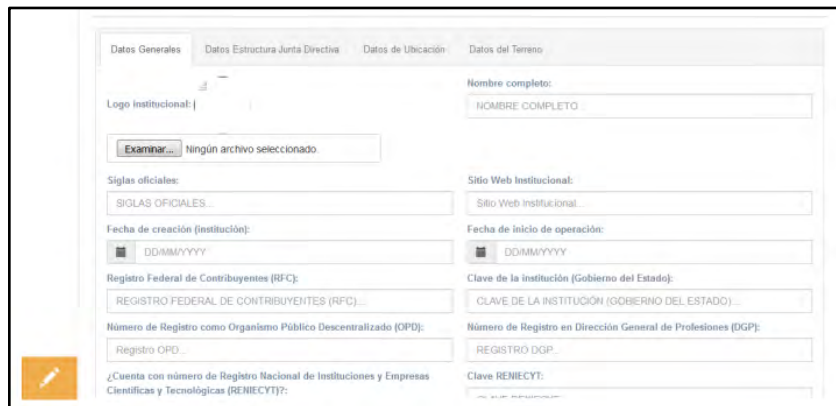 Datos Generales Datos Estructura Junta Directiva Datos de Ubicación Datos del Terreno
Logo institucional:
Nombre completo:
NOMBRE COMPLETO...
Examinar... Ningún archivo seleccionado.
Siglas oficiales: Sitio Web Institucional:
SIGLAS OFICIALES... Sitio Web Institucional...
Fecha de creación (institución): Fecha de inicio de operación:
DD/MM/YYYY DD/MM/YYYY
Registro Federal de Contribuyentes (RFC): Clave de la institución (Gobierno del Estado):
REGISTRO FEDERAL DE CONTRIBUYENTES (RFC)... CLAVE DE LA INSTITUCIÓN (GOBIERNO DEL ESTADO)...
Número de Registro como Organismo Público Descentralizado (OPD): Número de Registro en Dirección General de Profesiones (DGP):
Registro OPD... REGISTRO DGP...
¿Cuenta con número de Registro Nacional de Instituciones y Empresas Clave RENIECYT:
Científicas y Tecnológicas (RENIECYT)?: